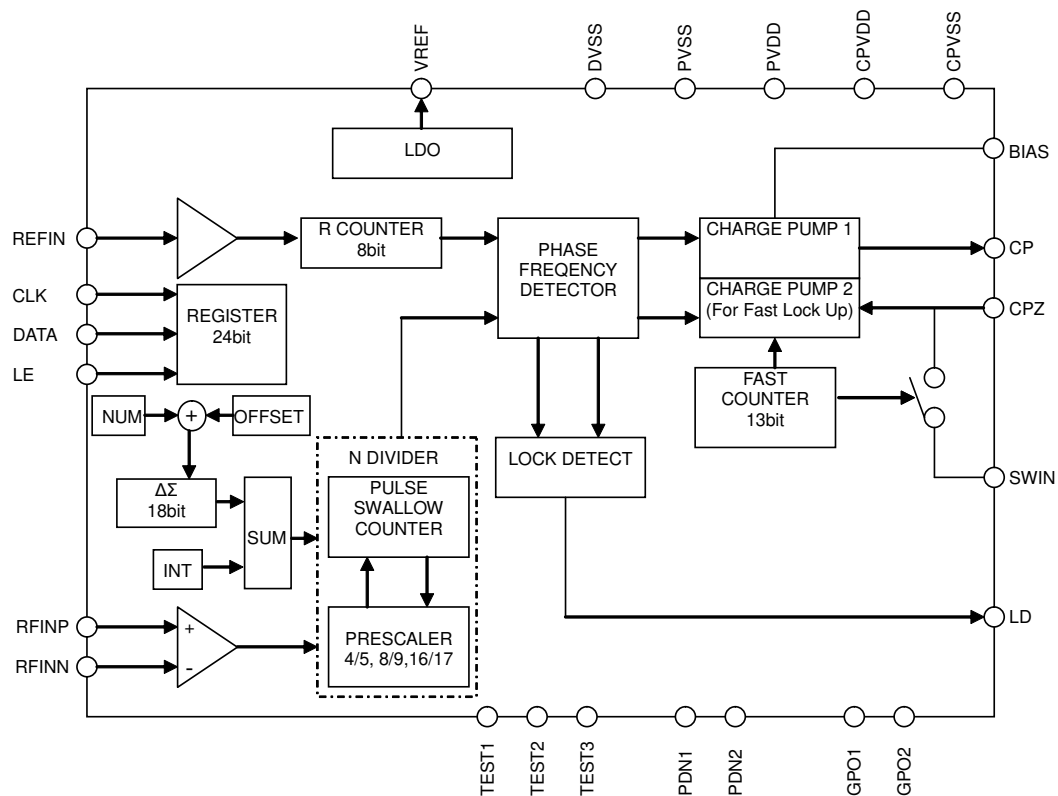 VREF
DVSS
PVSS
PVDD
CPVDD
CPVSS
LDO
BIAS
REFIN
R COUNTER
8bit
PHASE
FREQENCY
DETECTOR
CHARGE PUMP 1
CP
CHARGE PUMP 2
(For Fast Lock Up)
CPZ
CLK
DATA
LE
REGISTER
24bit
FAST
COUNTER
13bit
NUM
+
OFFSET
N DIVIDER
LOCK DETECT
SWIN
ΔΣ
18bit
SUM
PULSE
SWALLOW
COUNTER
INT
RFINP
+
RFINN
-
PRESCALER
4/5, 8/9,16/17
LD
TEST1
TEST2
TEST3
PDN1
PDN2
GPO1
GPO2